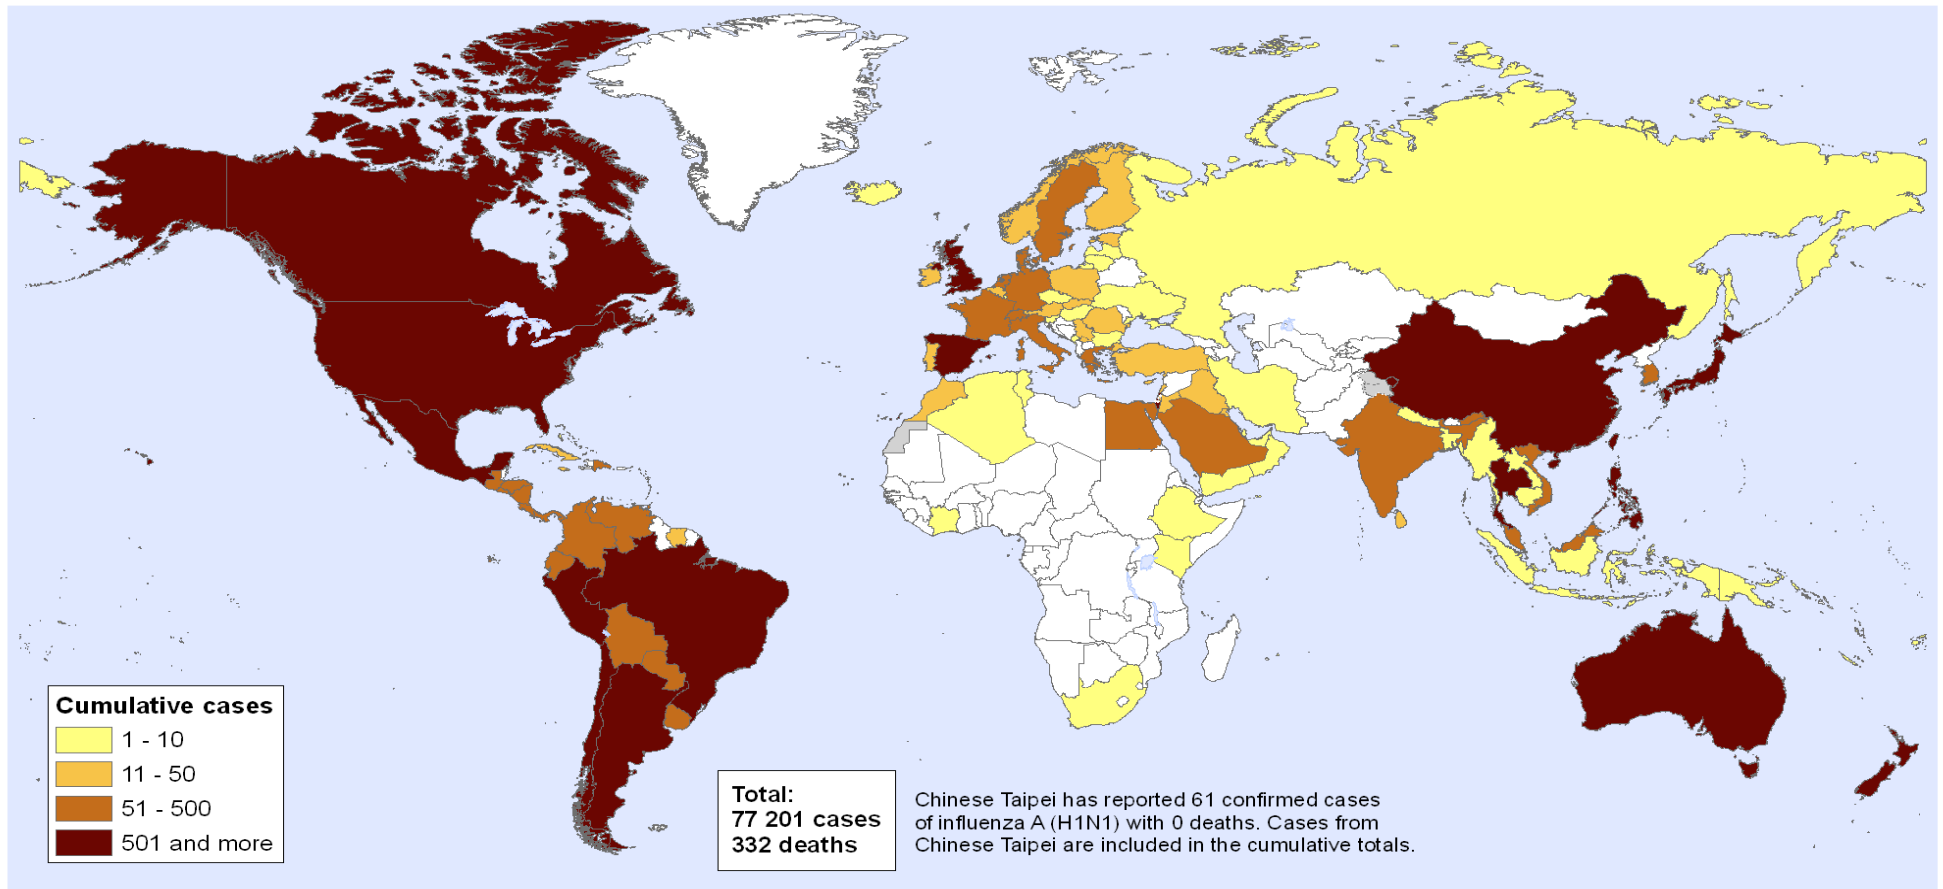 Cumulative cases
1 - 10
11 - 50
51 - 500
501 and more
Total:
77 201 cases
332 deaths
Chinese Taipei has reported 61 confirmed cases
of influenza A (H1N1) with 0 deaths. Cases from
Chinese Taipei are included in the cumulative totals.